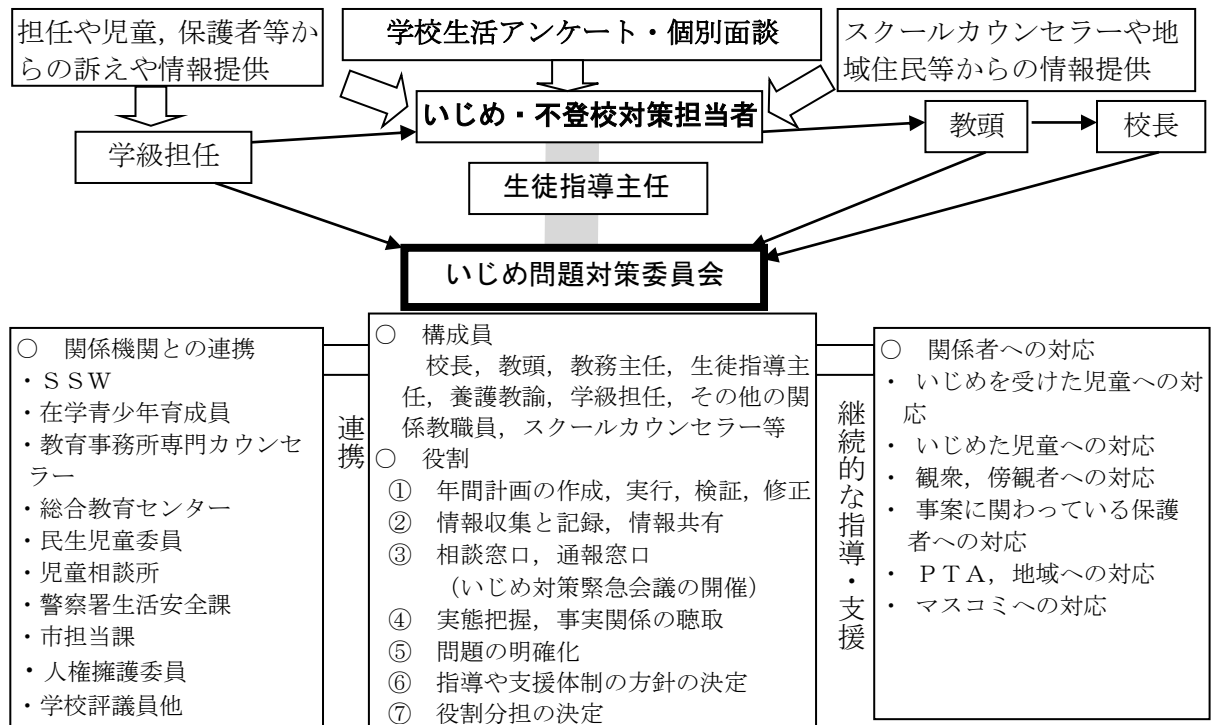 担任や児童，保護者等か
らの訴えや情報提供
学校生活アンケート・個別面談
スクールカウンセラーや地
域住民等からの情報提供
いじめ・不登校対策担当者
教頭
校長
学級担任
生徒指導主任
いじめ問題対策委員会
○　関係機関との連携
・ＳＳＷ
・在学青少年育成員
・教育事務所専門カウンセ
ラー
・総合教育センター
・民生児童委員
・児童相談所
・警察署生活安全課
・市担当課
・人権擁護委員
・学校評議員他
連携
○　構成員
校長，教頭，教務主任，生徒指導主
任，養護教諭，学級担任，その他の関
係教職員，スクールカウンセラー等
○　役割
①　年間計画の作成，実行，検証，修正
②　情報収集と記録，情報共有
③　相談窓口，通報窓口
（いじめ対策緊急会議の開催）
④　実態把握，事実関係の聴取
⑤　問題の明確化
⑥　指導や支援体制の方針の決定
⑦　役割分担の決定
継続的な指導・支援
○　関係者への対応
・　いじめを受けた児童への対
応
・　いじめた児童への対応
・　観衆，傍観者への対応
・　事案に関わっている保護
者への対応
・　ＰＴＡ，地域への対応
・　マスコミへの対応